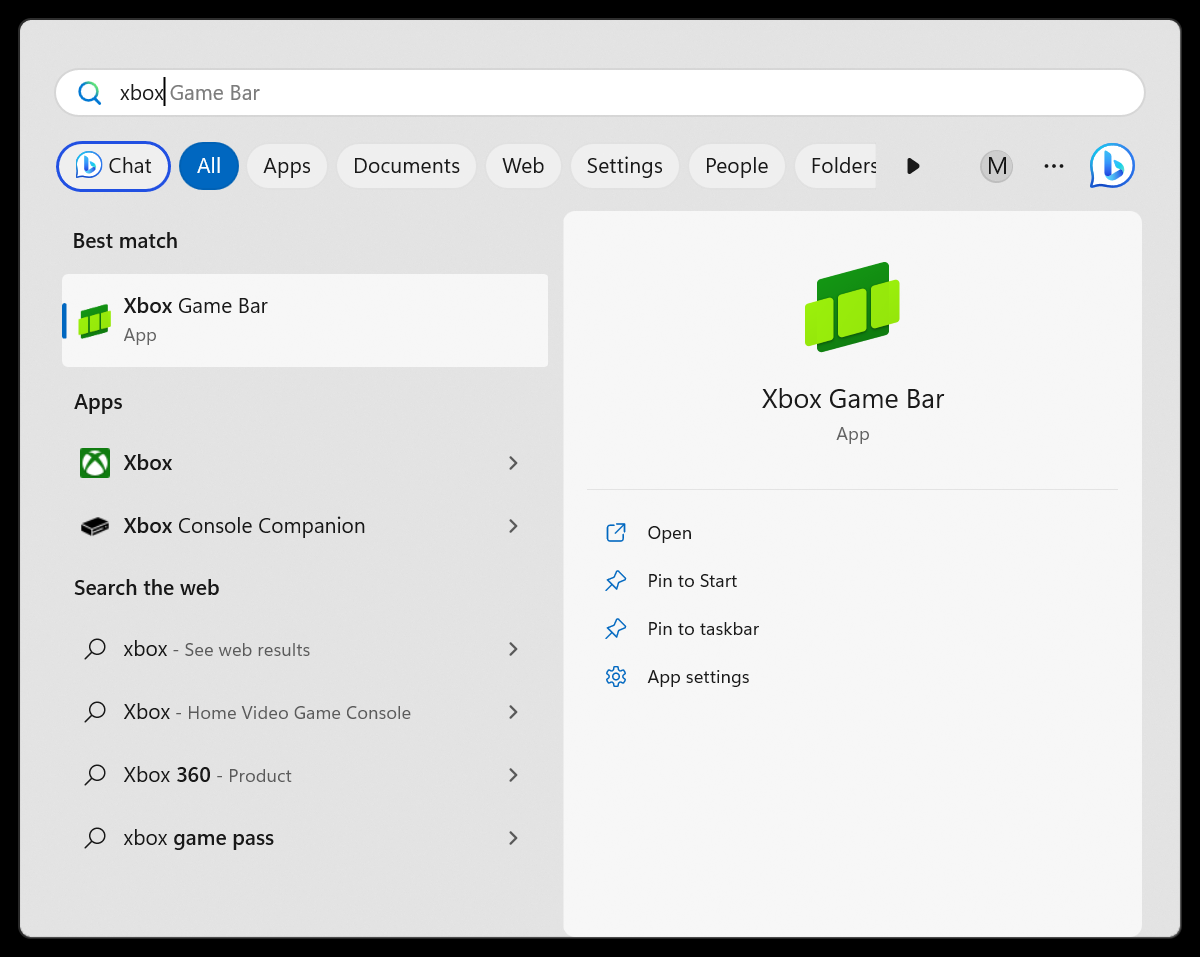 xbox Game Bar
Chat All Apps Documents Web Settings People Folders M
Best match
Xbox Game Bar
App
Apps
Xbox
Xbox Console Companion
Search the web
xbox - See web results
Xbox - Home Video Game Console
Xbox 360 - Product
xbox game pass
Xbox Game Bar
App
Open
Pin to Start
Pin to taskbar
App settings